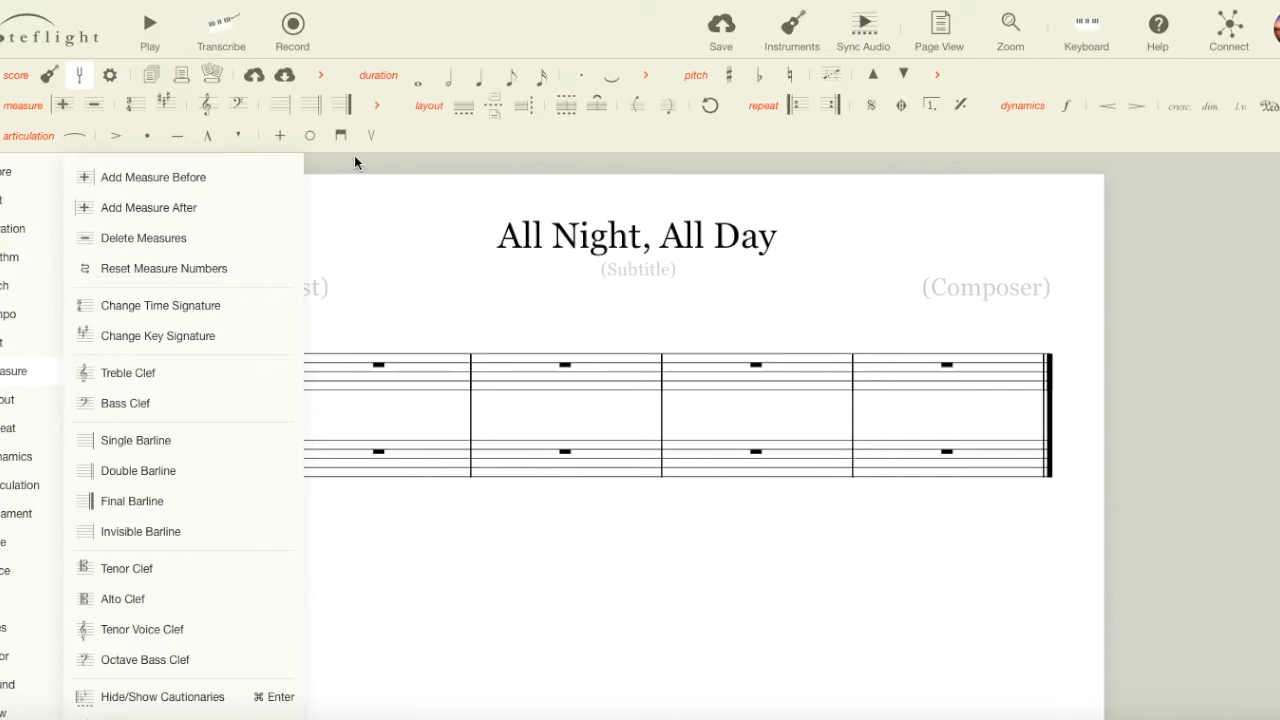 teflight
Play
Transcribe
Record
Save
Instruments
Sync Audio
Page View
Zoom
Keyboard
Help
Connect
score
duration
pitch
measure
layout
repeat
dynamics
cresc.
dim.
l.v.
articulation
Add Measure Before
Add Measure After
Delete Measures
Reset Measure Numbers
Change Time Signature
Change Key Signature
Treble Clef
Bass Clef
Single Barline
Double Barline
Final Barline
Invisible Barline
Tenor Clef
Alto Clef
Tenor Voice Clef
Octave Bass Clef
Hide/Show Cautionaries ⌘ Enter
All Night, All Day
(Subtitle)
st)
(Composer)